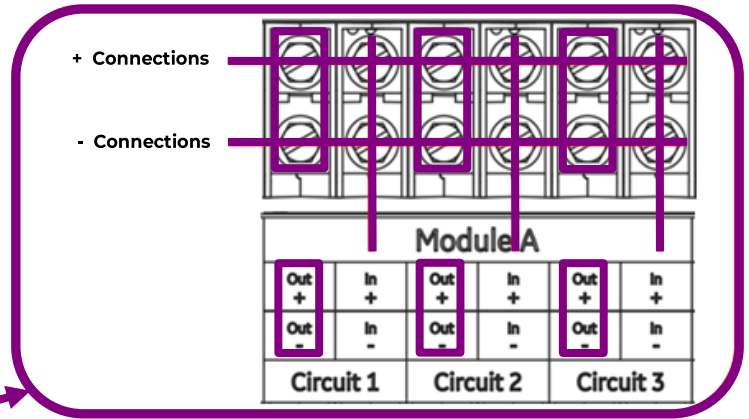 + Connections
- Connections
Module A
Out In Out In Out In
+ + + + + +
Out In Out In Out In
- - - - - -
Circuit 1 Circuit 2 Circuit 3